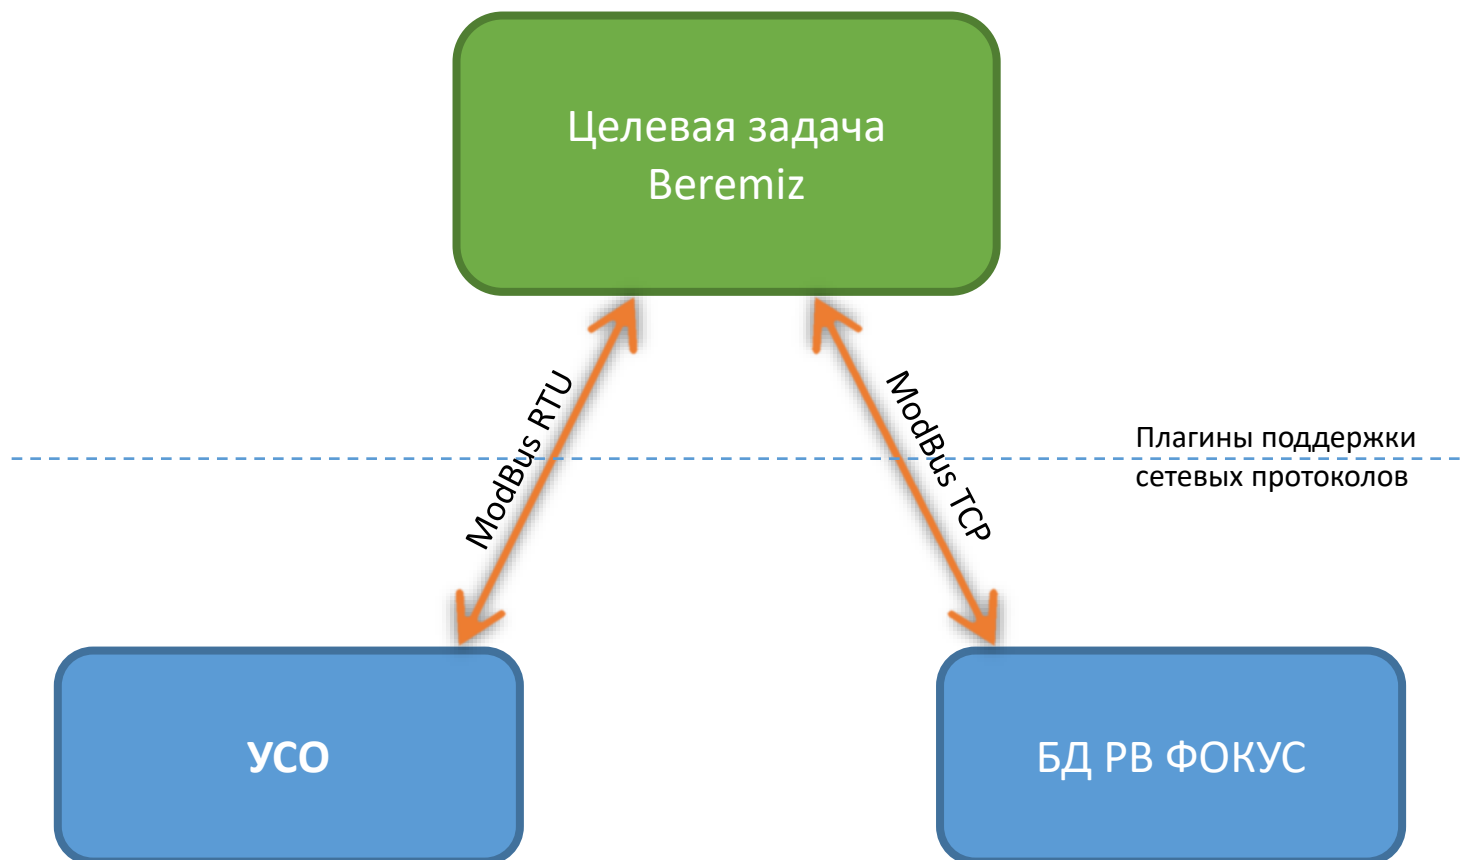 Целевая задача
Beremiz
ModBus RTU
ModBus TCP
Плагины поддержки
сетевых протоколов
УСО
БД РВ ФОКУС